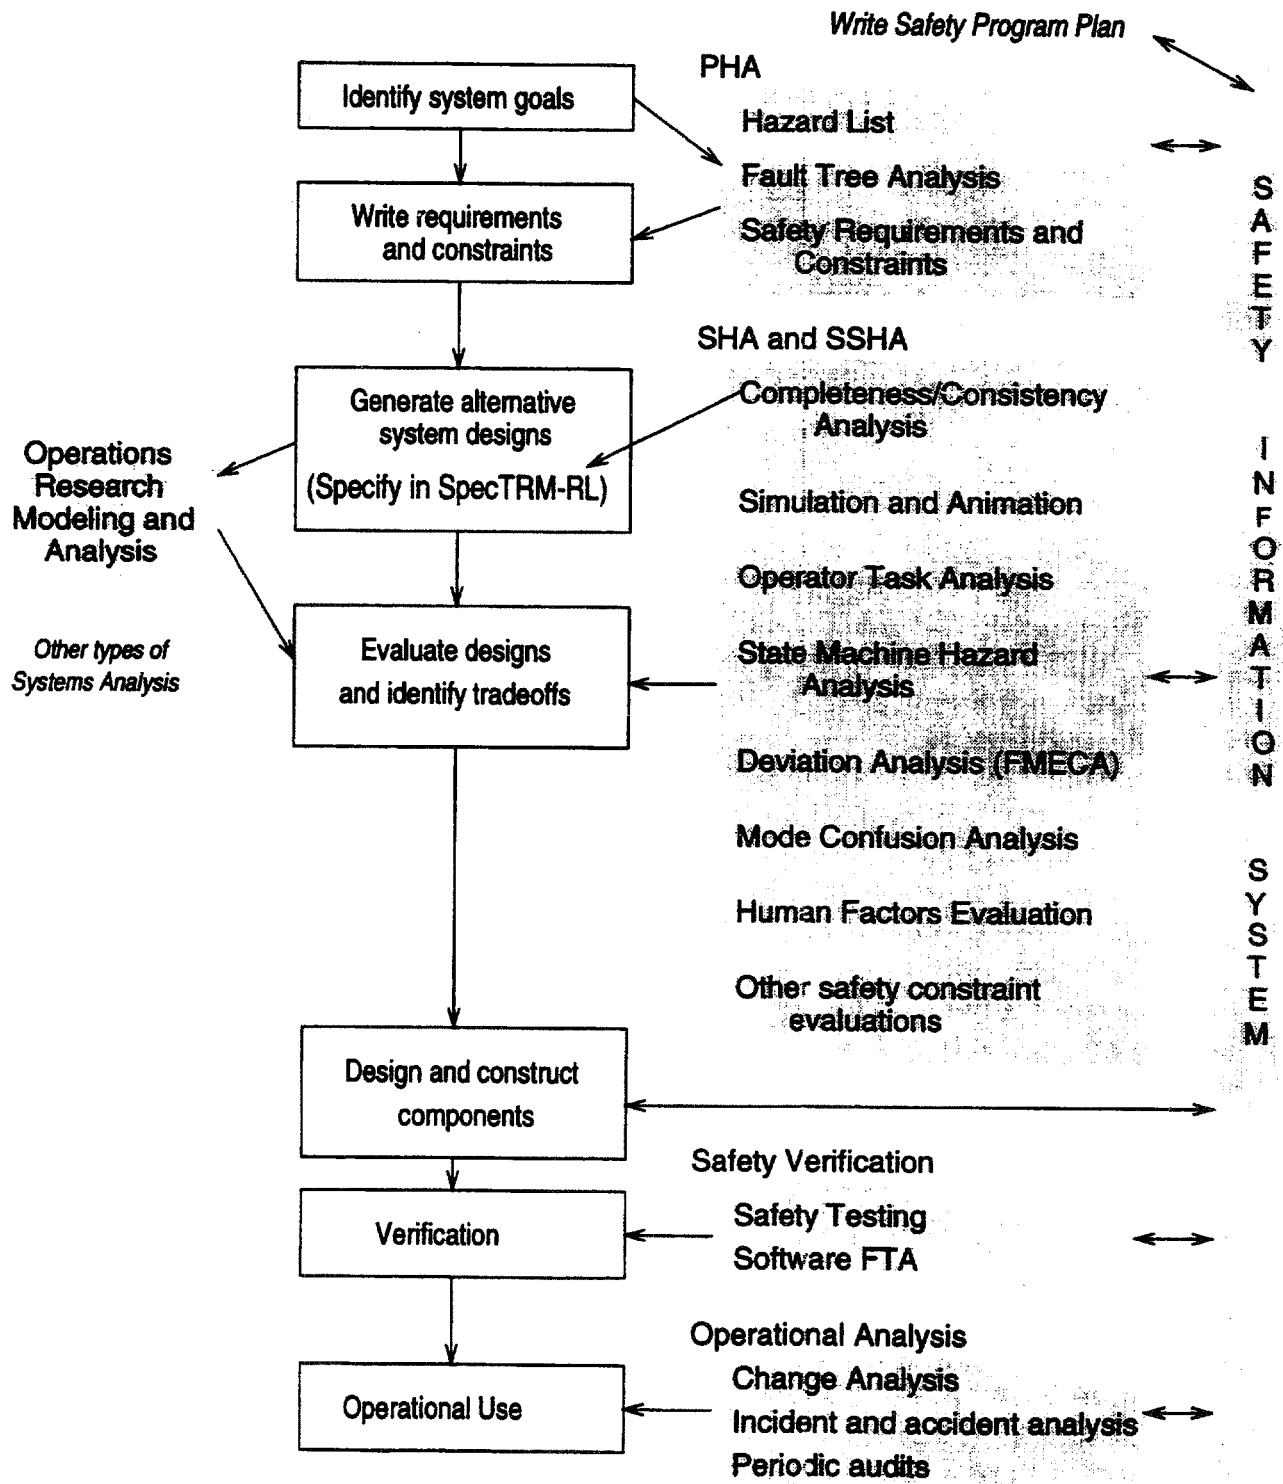 Write Safety Program Plan
PHA
Identify system goals
Hazard List
Fault Tree Analysis
Write requirements
and constraints
Safety Requirements and
Constraints
SHA and SSHA
Generate alternative
system designs
(Specify in SpecTRM-RL)
Completeness/Consistency
Analysis
Operations
Research
Modeling and
Analysis
Simulation and Animation
Operator Task Analysis
Other types of
Systems Analysis
Evaluate designs
and identify tradeoffs
State Machine Hazard
Analysis
Deviation Analysis (FMECA)
Mode Confusion Analysis
Human Factors Evaluation
Other safety constraint
evaluations
Design and construct
components
Safety Verification
Verification
Safety Testing
Software FTA
Operational Analysis
Operational Use
Change Analysis
Incident and accident analysis
Periodic audits
SAFETY INFORMATION SYSTEM